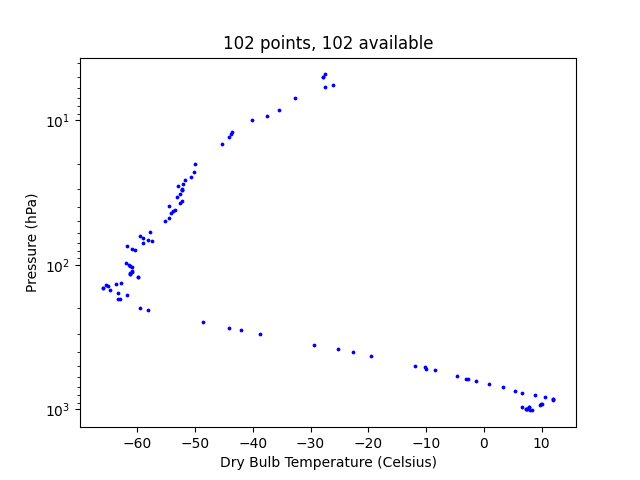 102 points, 102 available
10¹
10²
10³
Pressure (hPa)
−60 −50 −40 −30 −20 −10 0 10
Dry Bulb Temperature (Celsius)